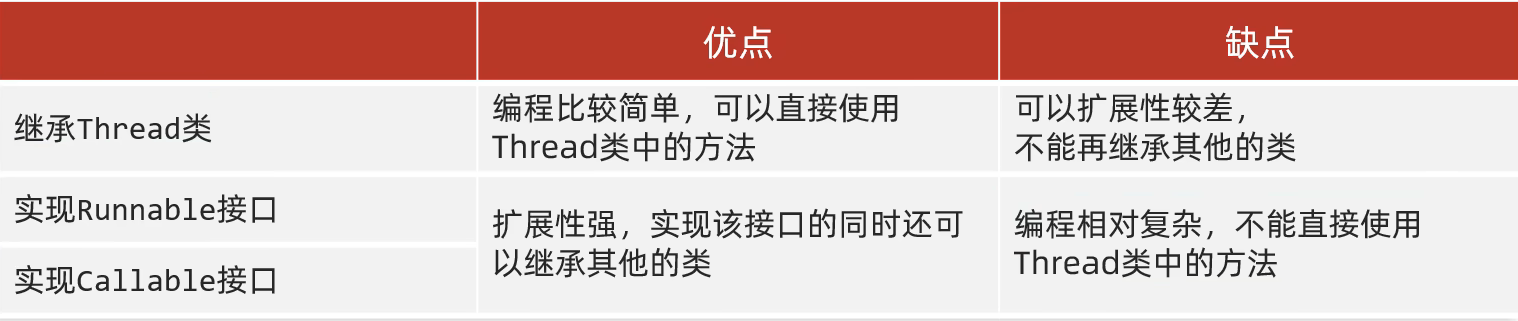 优点
缺点
继承Thread类
编程比较简单，可以直接使用
Thread类中的方法
可以扩展性较差，
不能再继承其他的类
实现Runnable接口
实现Callable接口
扩展性强，实现该接口的同时还可
以继承其他的类
编程相对复杂，不能直接使用
Thread类中的方法